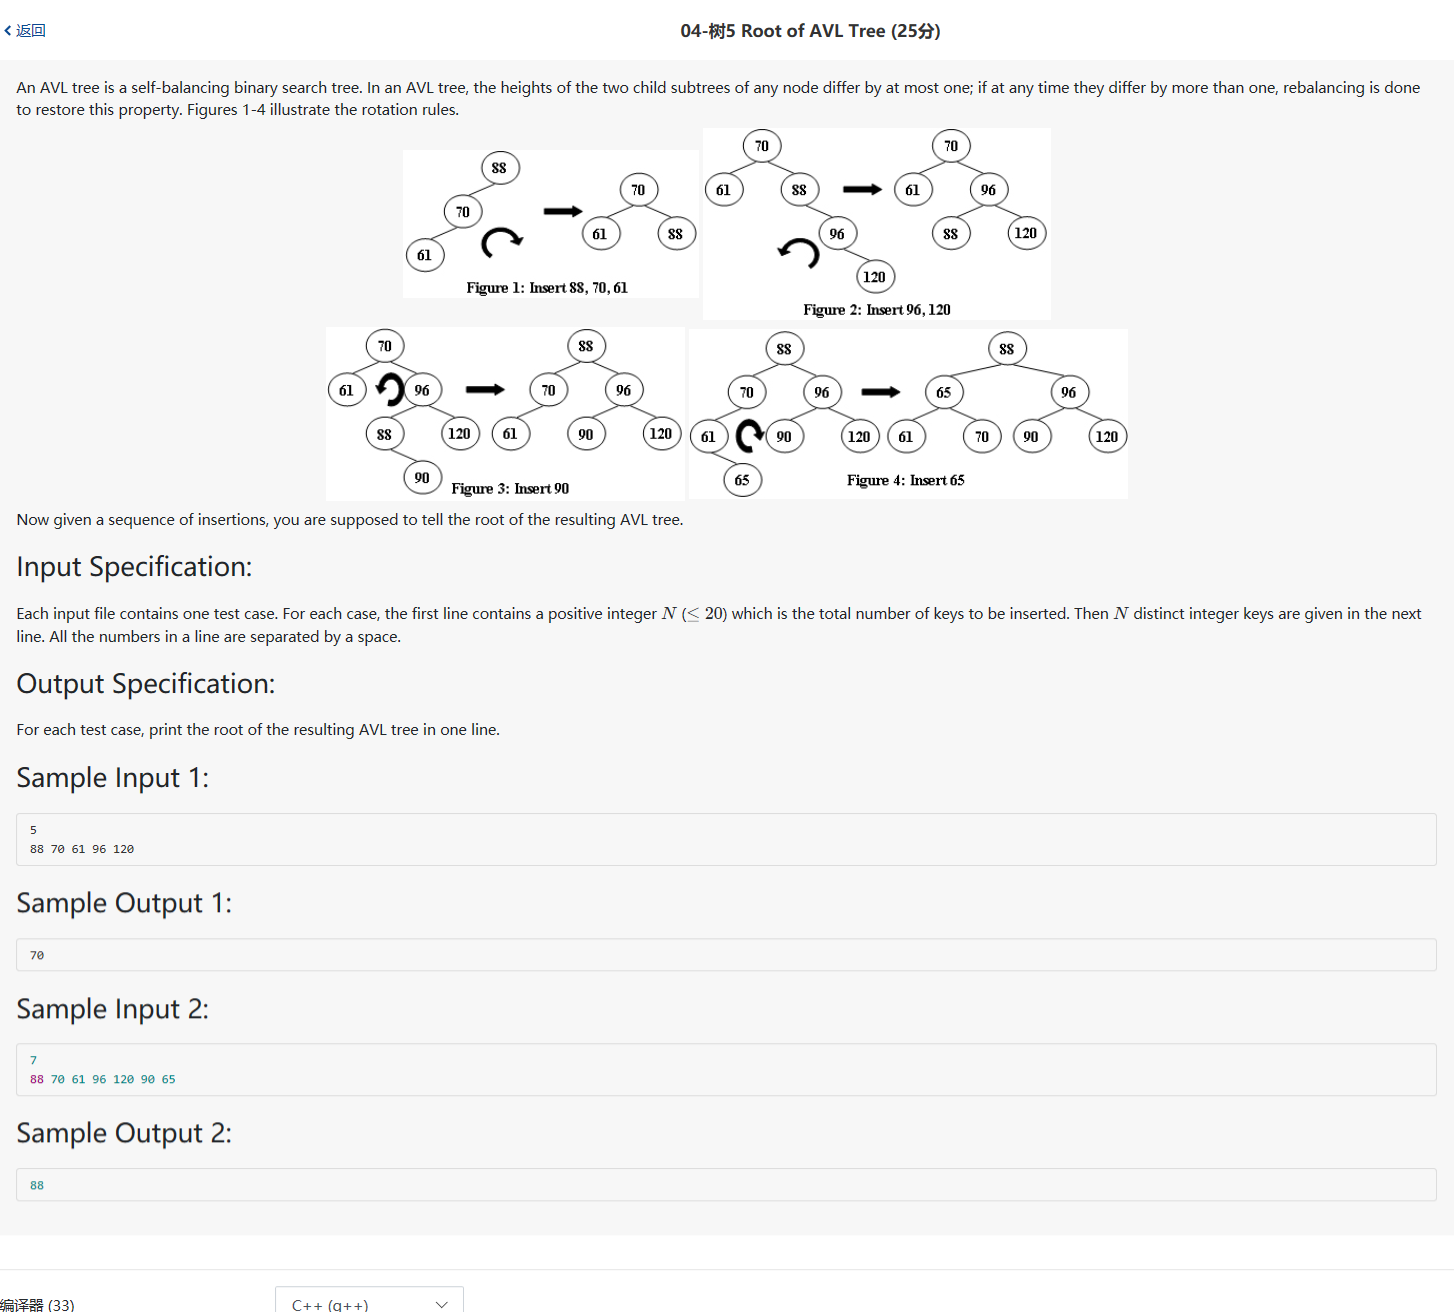 返回
04-树5 Root of AVL Tree (25分)
An AVL tree is a self-balancing binary search tree. In an AVL tree, the heights of the two child subtrees of any node differ by at most one; if at any time they differ by more than one, rebalancing is done
to restore this property. Figures 1-4 illustrate the rotation rules.
88
70
61
70
61
88
Figure 1: Insert 88, 70, 61
70
61
88
96
120
70
61
96
88
120
Figure 2: Insert 96, 120
70
61
96
88
120
90
88
70
96
61
90
120
Figure 3: Insert 90
88
70
96
61
90
120
65
88
65
96
61
70
90
120
Figure 4: Insert 65
Now given a sequence of insertions, you are supposed to tell the root of the resulting AVL tree.
Input Specification:
Each input file contains one test case. For each case, the first line contains a positive integer N (≤ 20) which is the total number of keys to be inserted. Then N distinct integer keys are given in the next
line. All the numbers in a line are separated by a space.
Output Specification:
For each test case, print the root of the resulting AVL tree in one line.
Sample Input 1:
5
88 70 61 96 120
Sample Output 1:
70
Sample Input 2:
7
88 70 61 96 120 90 65
Sample Output 2:
88
编译器 (33)
C++ (g++)